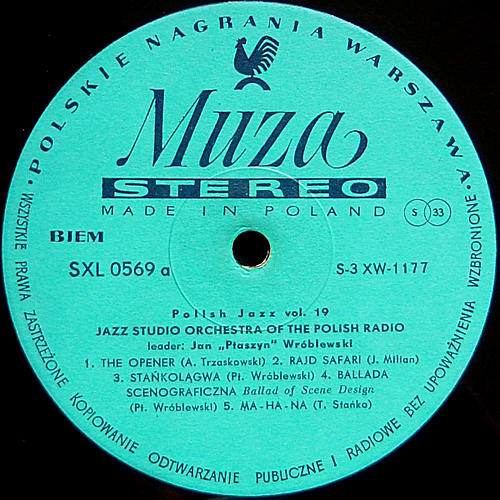 • POLSKIE NAGRANIA WARSZAWA •
Muza
STEREO
MADE IN POLAND
S 33
BIEM
SXL 0569 a
S-3 XW-1177
Polish Jazz vol. 19
JAZZ STUDIO ORCHESTRA OF THE POLISH RADIO
leader: Jan „Ptaszyn" Wróblewski
1. THE OPENER (A. Trzaskowski) 2. RAJD SAFARI (J. Milian)
3. STAŃKOLĄGWA (Pt. Wróblewski) 4. BALLADA
SCENOGRAFICZNA Ballad of Scene Design
(Pt. Wróblewski) 5. MA-HA-NA (T. Stańko)
WSZYSTKIE PRAWA ZASTRZEŻONE KOPIOWANIE ODTWARZANIE PUBLICZNE I RADIOWE BEZ UPOWAŻNIENIA WZBRONIONE